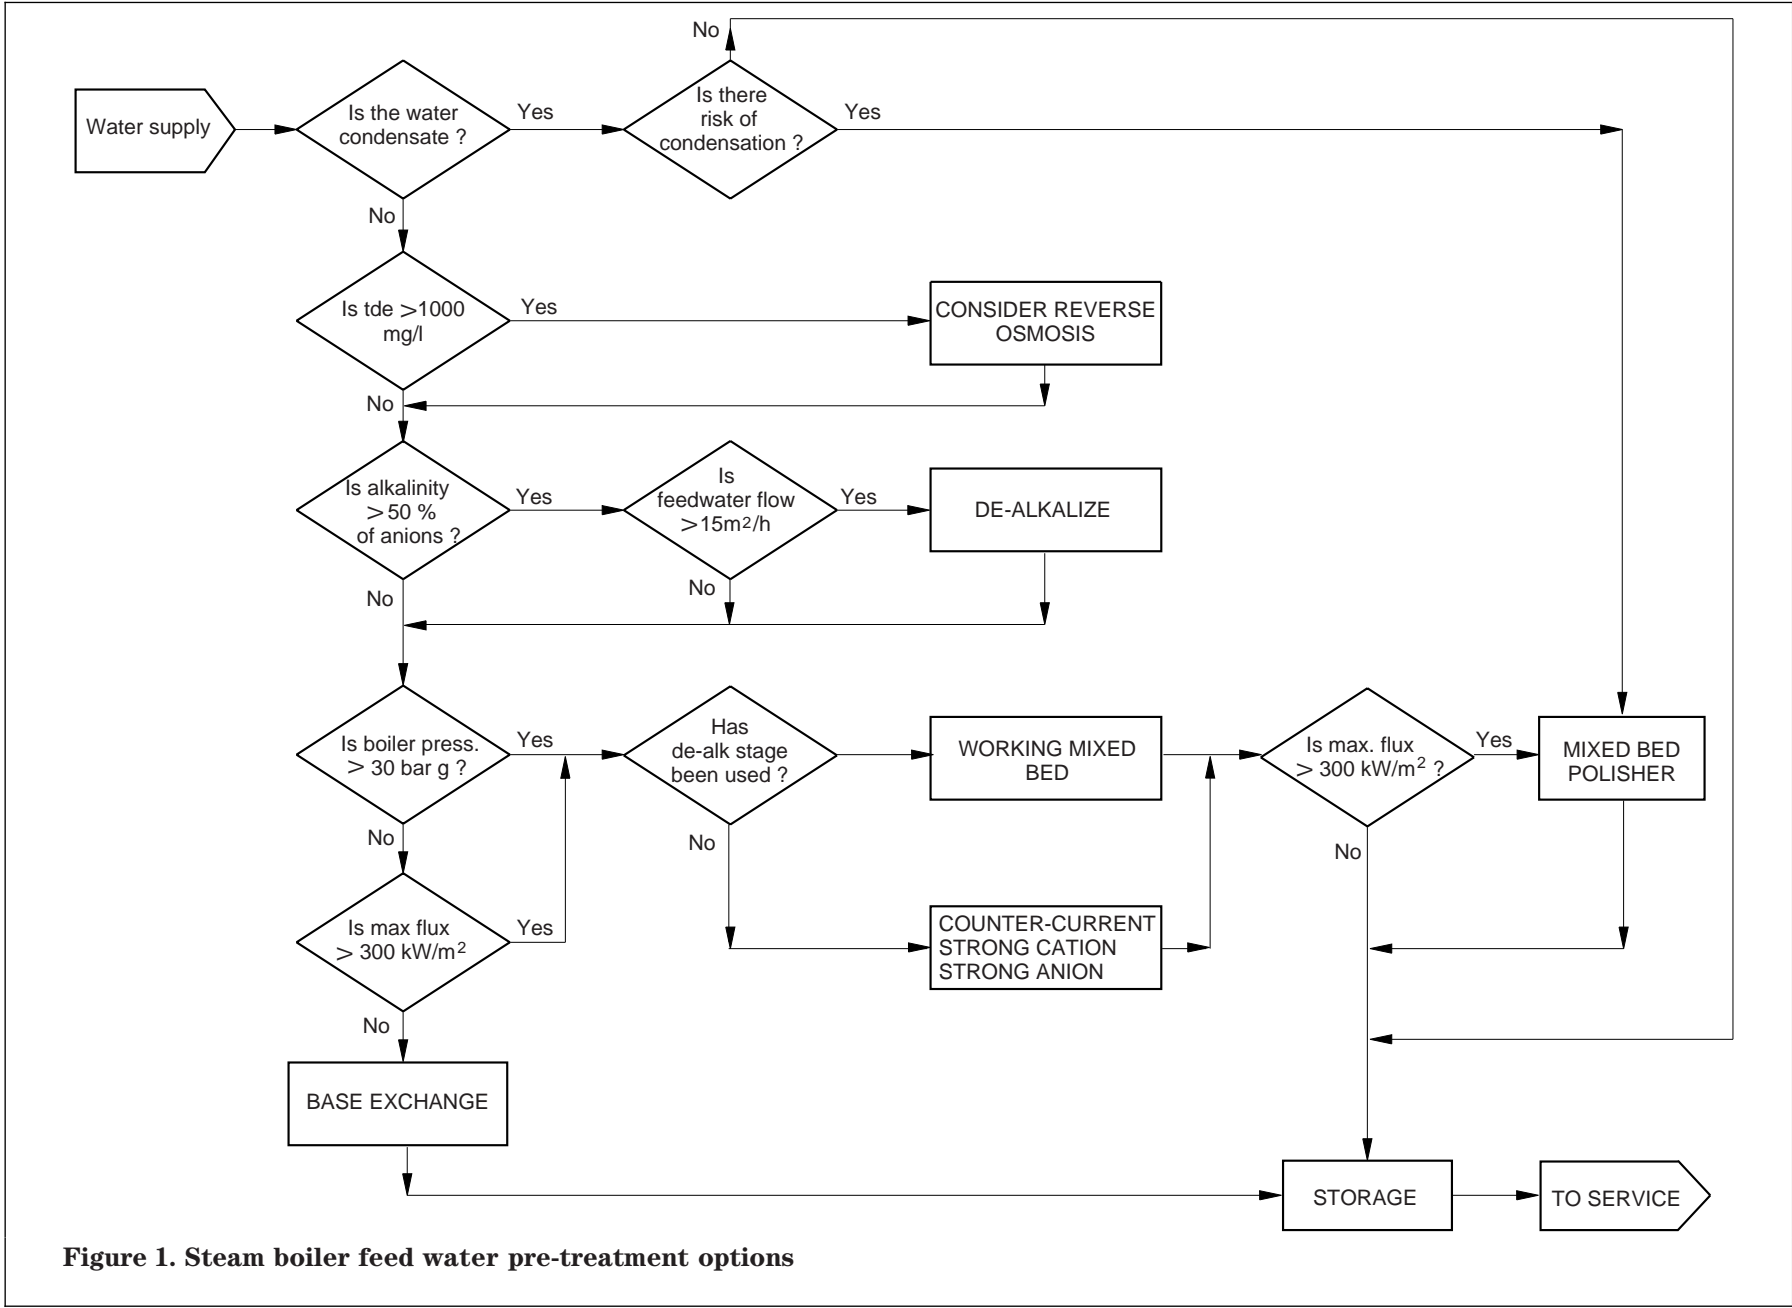 No
Water supply
Is the water
condensate ?
Yes
Is there
risk of
condensation ?
Yes
No
Is tde >1000
mg/l
Yes
CONSIDER REVERSE
OSMOSIS
No
Is alkalinity
>50 %
of anions ?
Yes
Is
feedwater flow
>15m2/h
Yes
DE-ALKALIZE
No
No
Is boiler press.
> 30 bar g ?
Yes
Has
de-alk stage
been used ?
WORKING MIXED
BED
Is max. flux
> 300 kW/m2 ?
Yes
MIXED BED
POLISHER
No
No
No
Is max flux
> 300 kW/m2
Yes
COUNTER-CURRENT
STRONG CATION
STRONG ANION
No
BASE EXCHANGE
STORAGE
TO SERVICE
Figure 1. Steam boiler feed water pre-treatment options